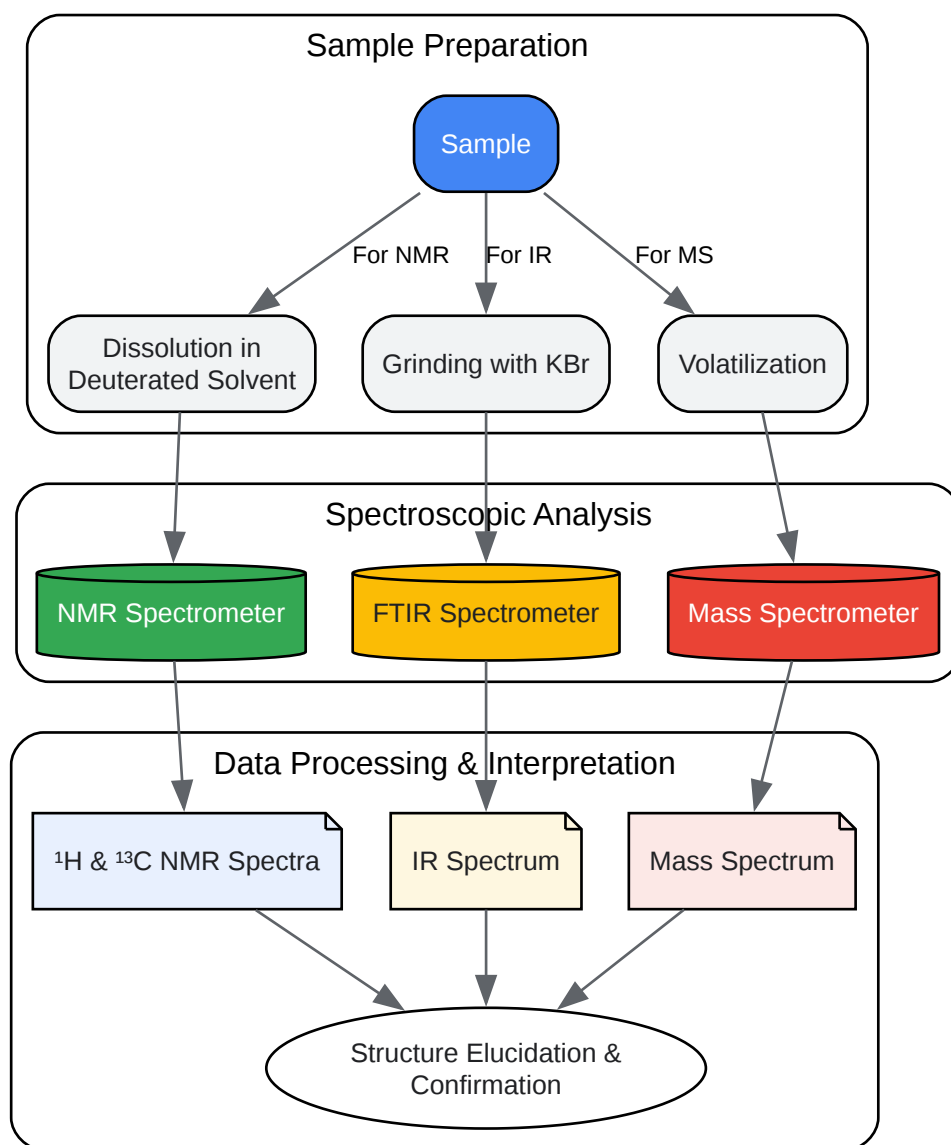 Sample Preparation
Sample
For NMR
For IR
For MS
Dissolution in
Deuterated Solvent
Grinding with KBr
Volatilization
Spectroscopic Analysis
NMR Spectrometer
FTIR Spectrometer
Mass Spectrometer
Data Processing & Interpretation
¹H & ¹³C NMR Spectra
IR Spectrum
Mass Spectrum
Structure Elucidation &
Confirmation